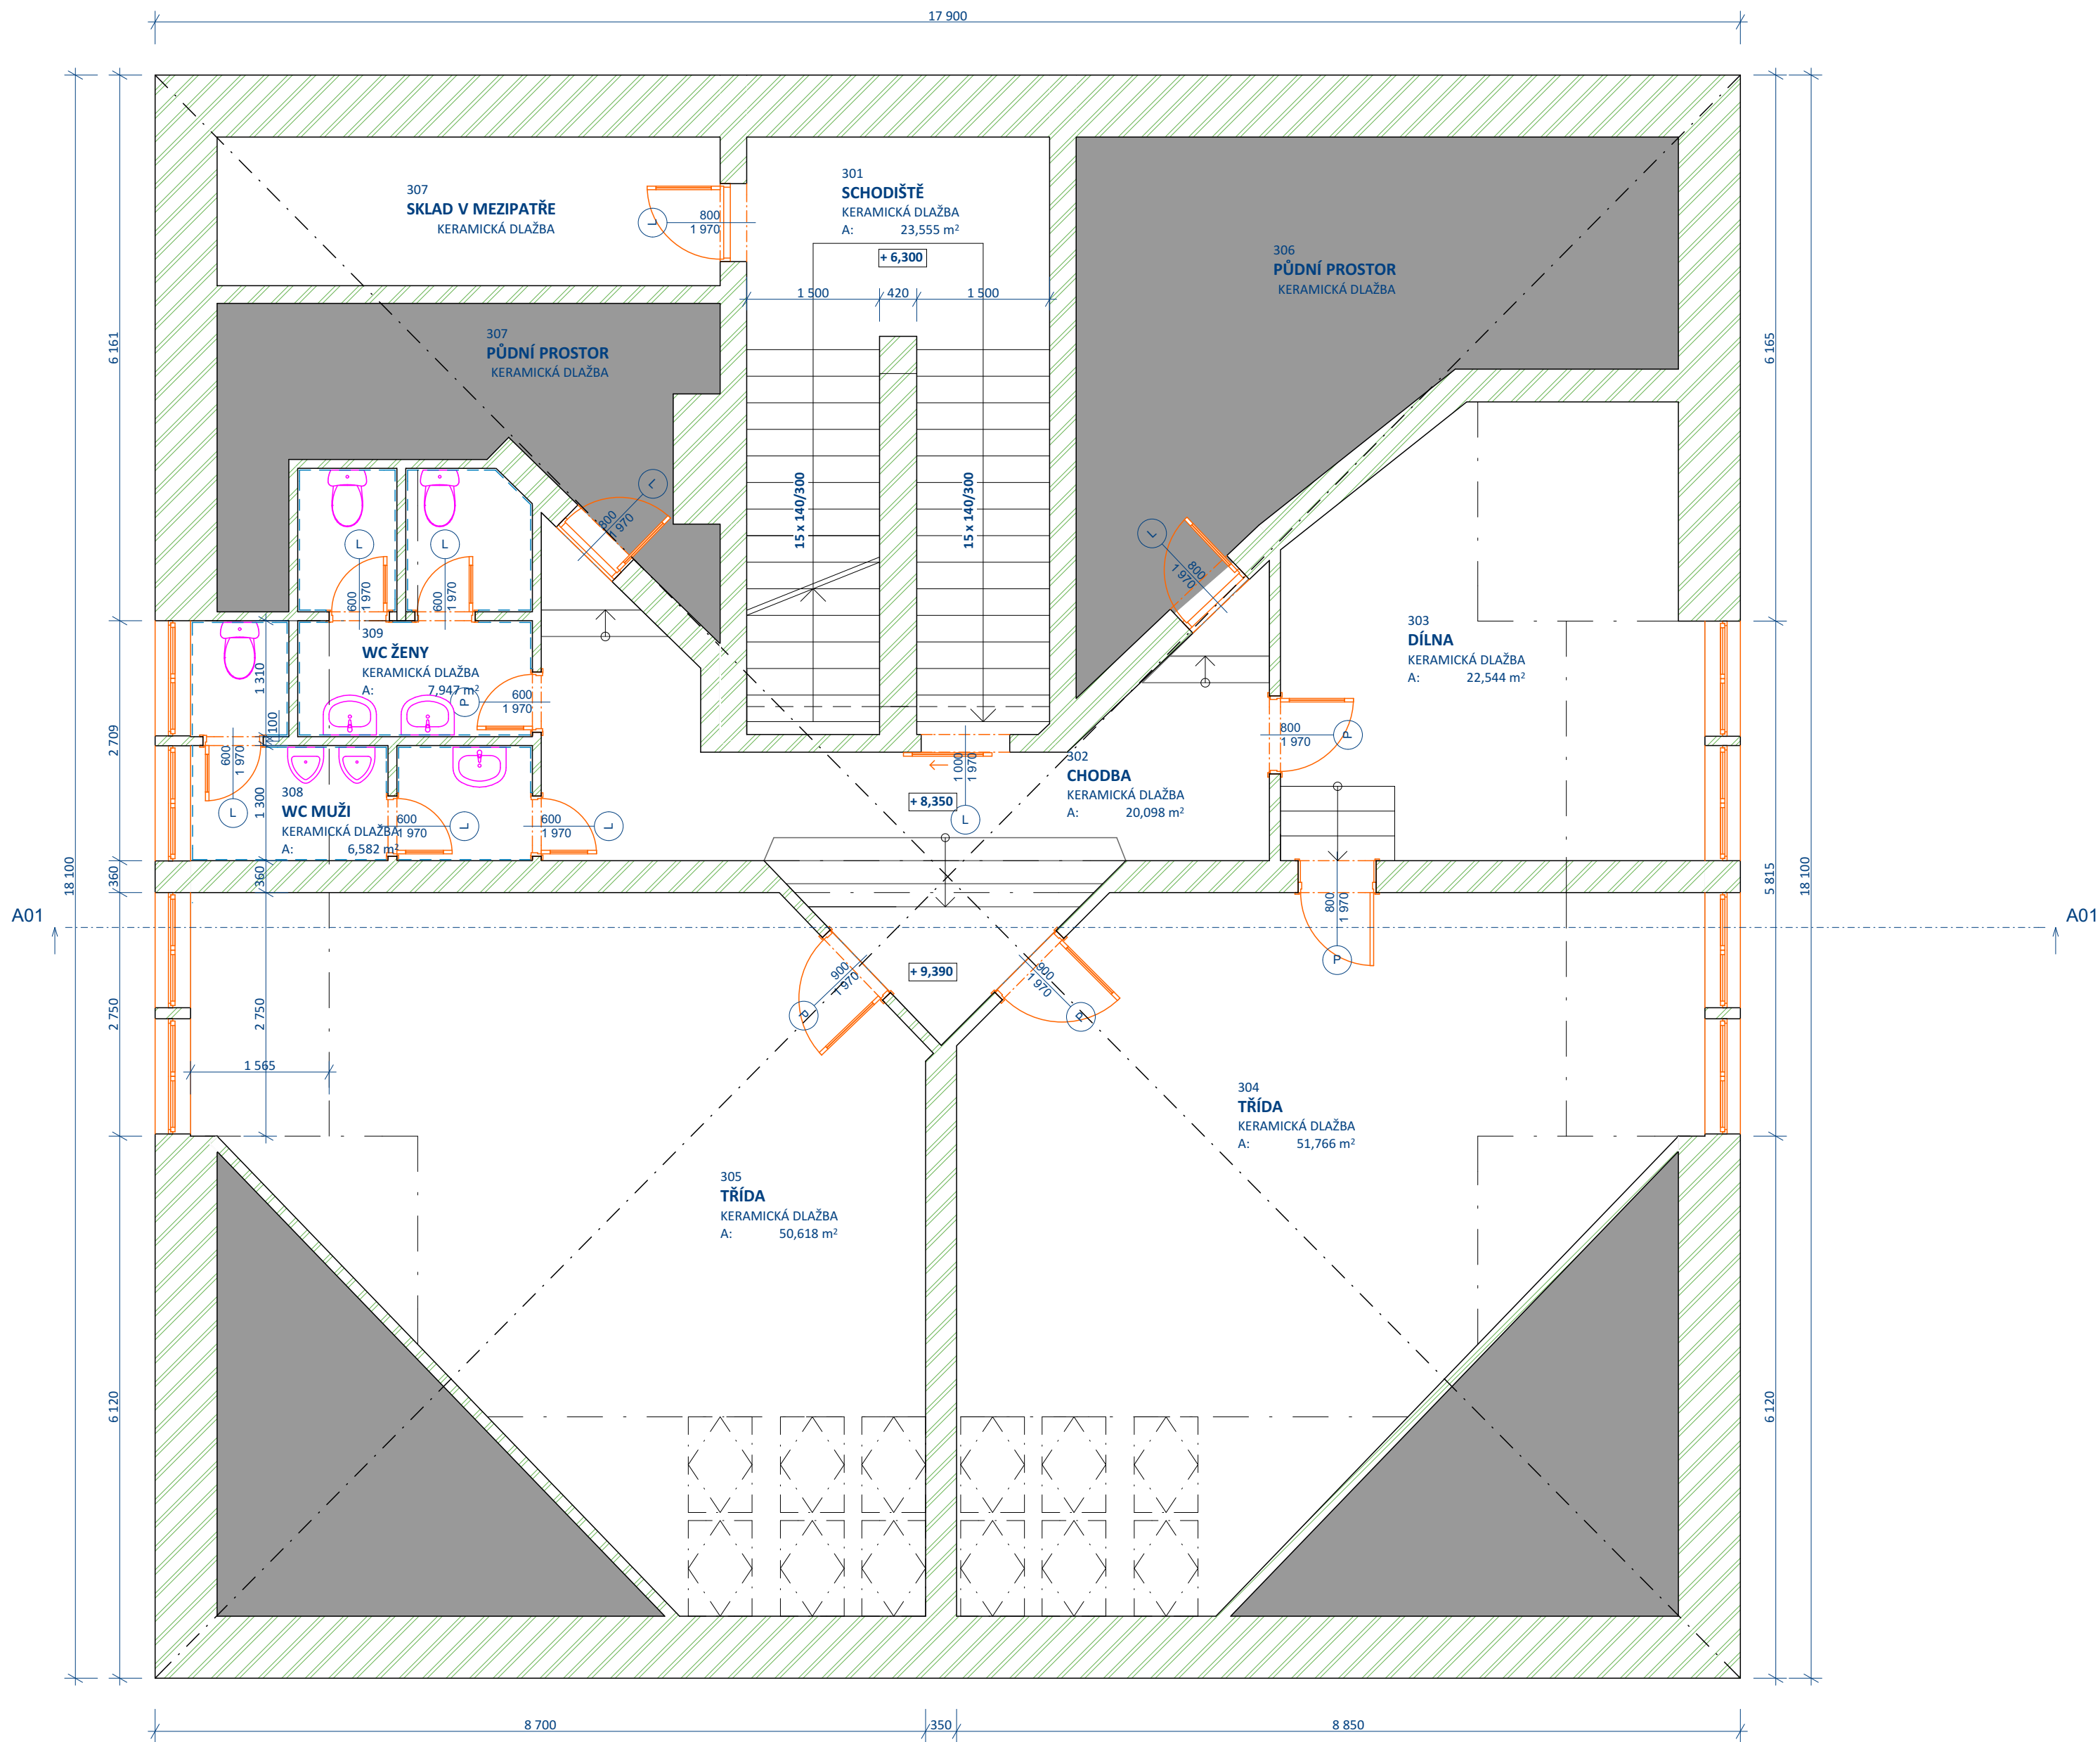 17 900
307
SKLAD V MEZIPATŘE
KERAMICKÁ DLAŽBA
L
800
1 970
301
SCHODIŠTĚ
KERAMICKÁ DLAŽBA
A: 23,555 m²
+ 6,300
1 500
420
1 500
306
PŮDNÍ PROSTOR
KERAMICKÁ DLAŽBA
307
PŮDNÍ PROSTOR
KERAMICKÁ DLAŽBA
6 161
6 165
15 x 140/300
15 x 140/300
L
800
1 970
L
800
1 970
L
600
1 970
L
600
1 970
309
WC ŽENY
KERAMICKÁ DLAŽBA
A: 7,947 m²
P
600
1 970
303
DÍLNA
KERAMICKÁ DLAŽBA
A: 22,544 m²
800
1 970
P
2 709
1 310
100
1 300
600
1 970
L
308
WC MUŽI
KERAMICKÁ DLAŽBA
A: 6,582 m²
600
1 970
L
600
1 970
L
302
CHODBA
KERAMICKÁ DLAŽBA
A: 20,098 m²
1 000
1 970
L
+ 8,350
18 100
360
360
5 815
18 100
800
1 970
P
A01
A01
+ 9,390
900
1 970
P
900
1 970
P
2 750
2 750
1 565
304
TŘÍDA
KERAMICKÁ DLAŽBA
A: 51,766 m²
305
TŘÍDA
KERAMICKÁ DLAŽBA
A: 50,618 m²
6 120
6 120
8 700
350
8 850